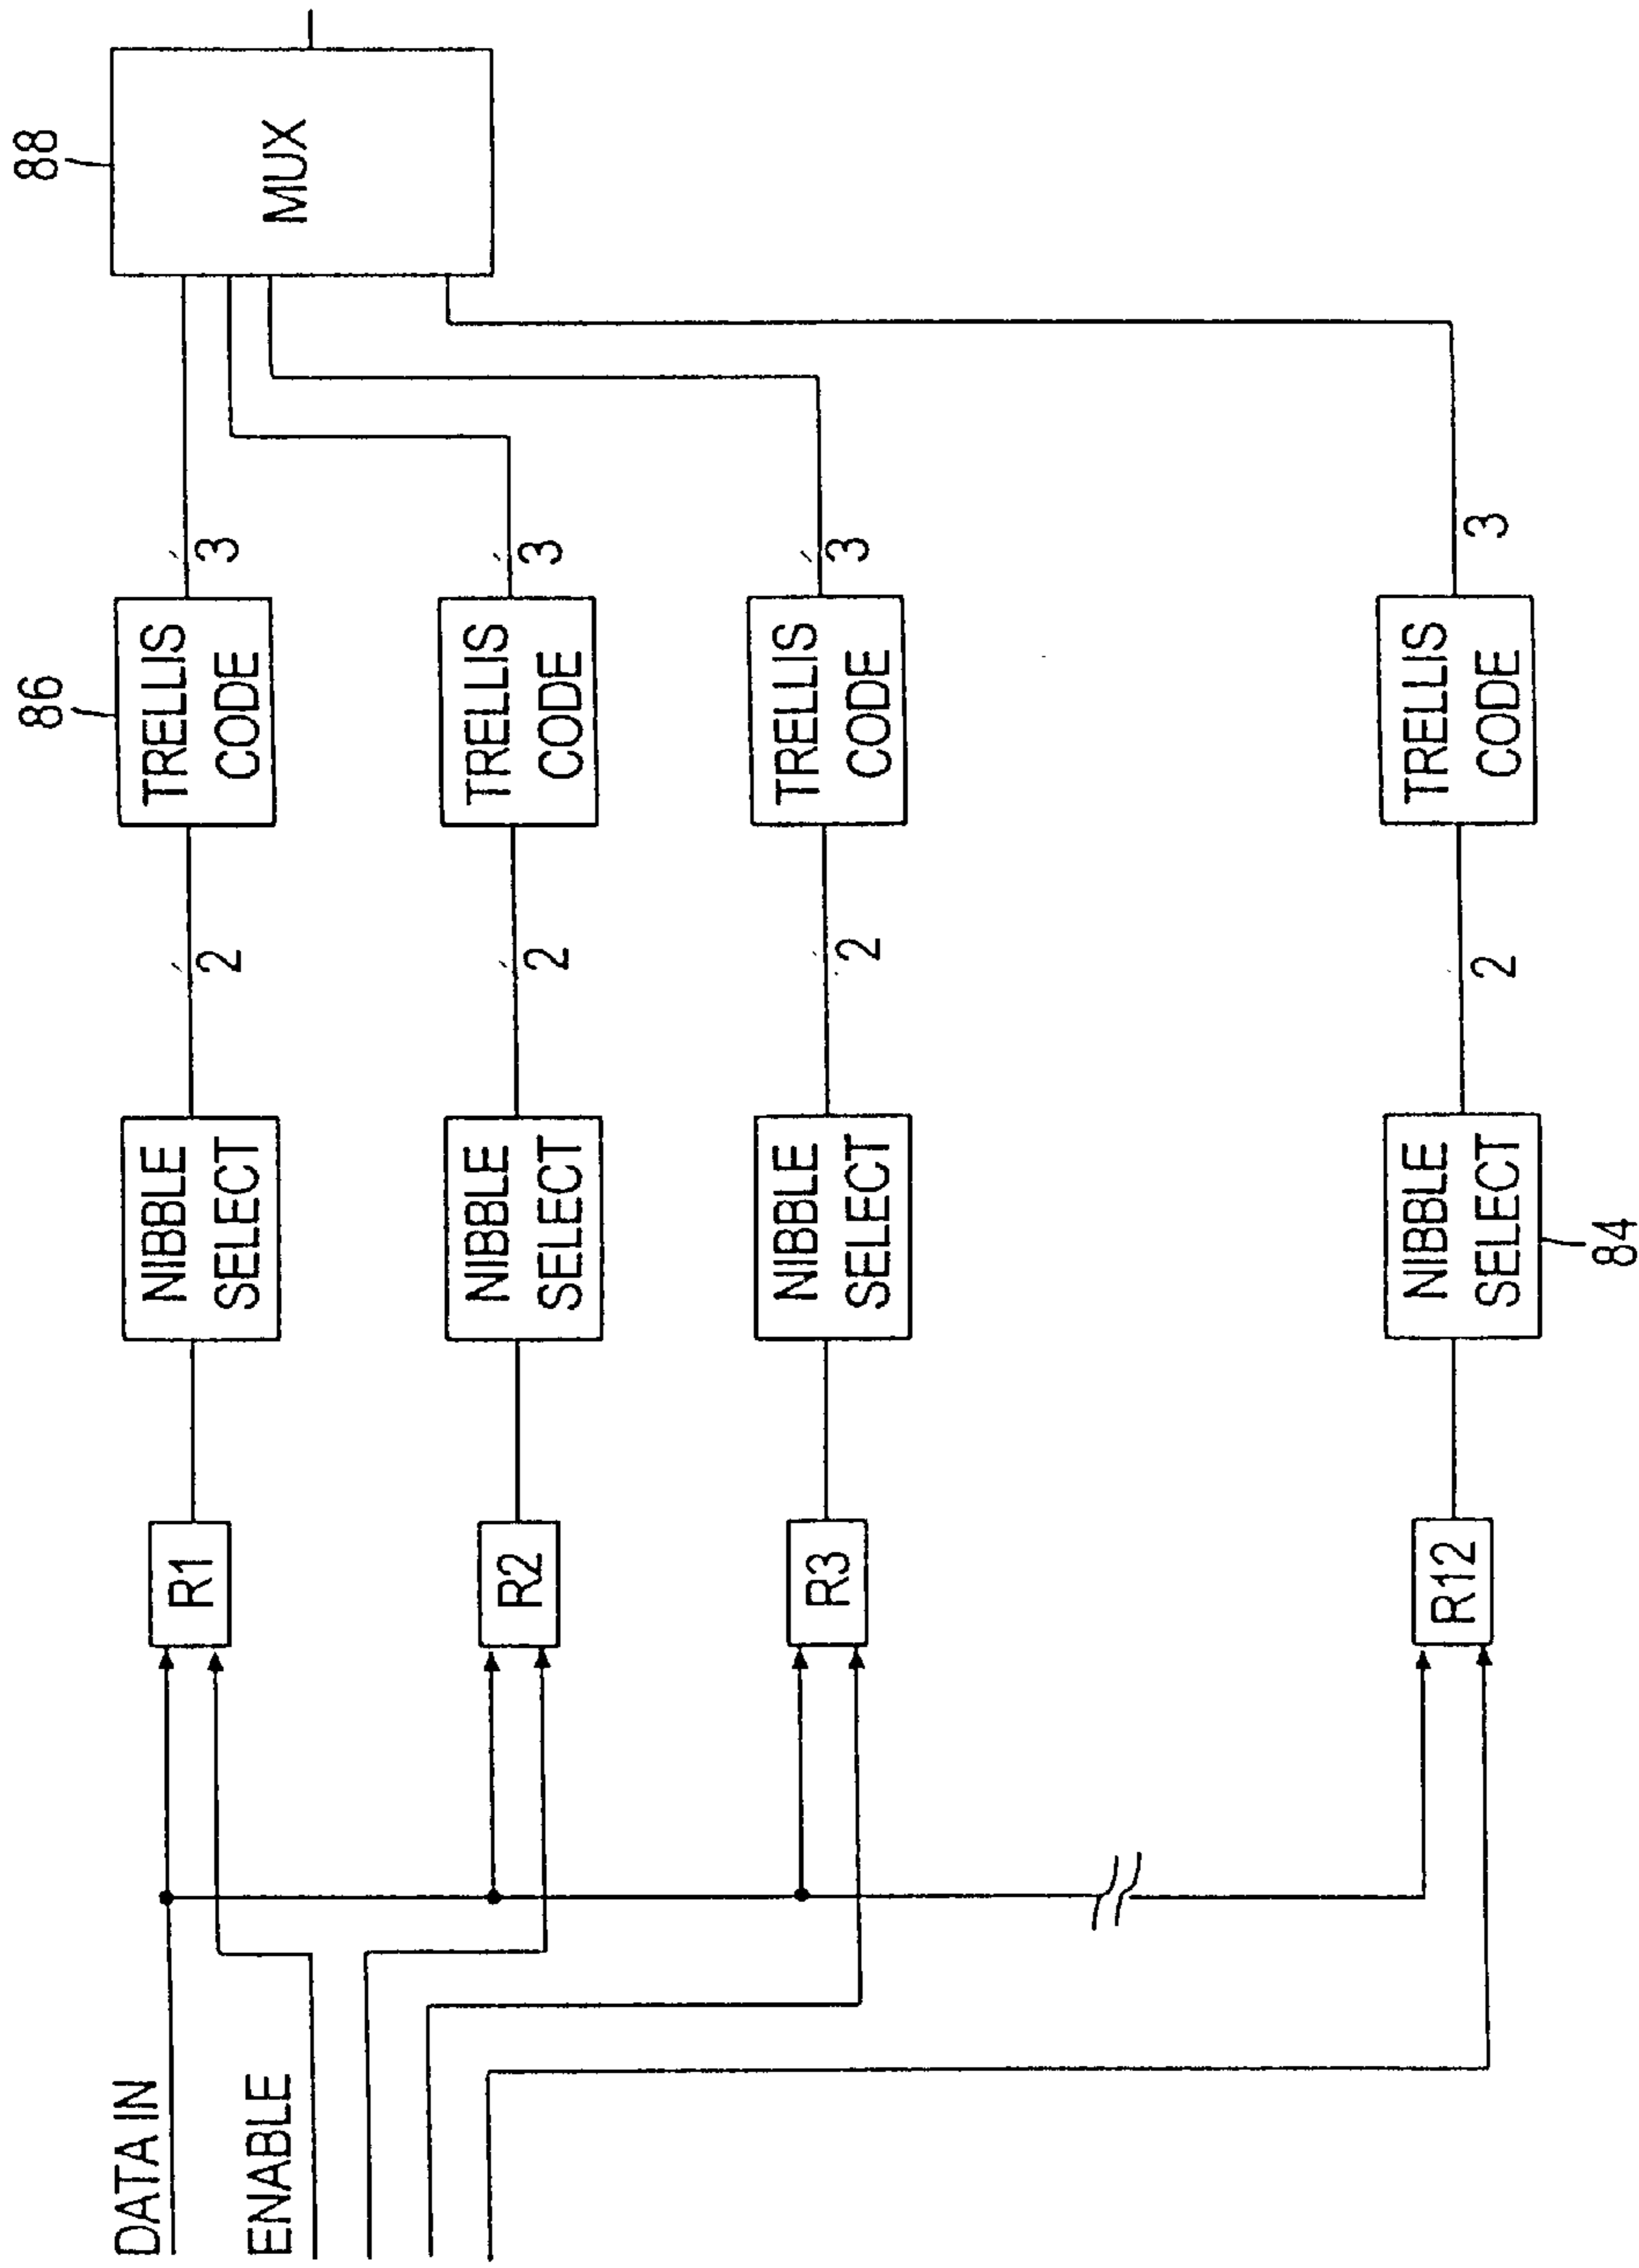 DATA IN
ENABLE
R1
NIBBLE
SELECT
2
86
TRELLIS
CODE
3
88
MUX
R2
NIBBLE
SELECT
2
TRELLIS
CODE
3
R3
NIBBLE
SELECT
2
TRELLIS
CODE
3
R12
NIBBLE
SELECT
84
2
TRELLIS
CODE
3